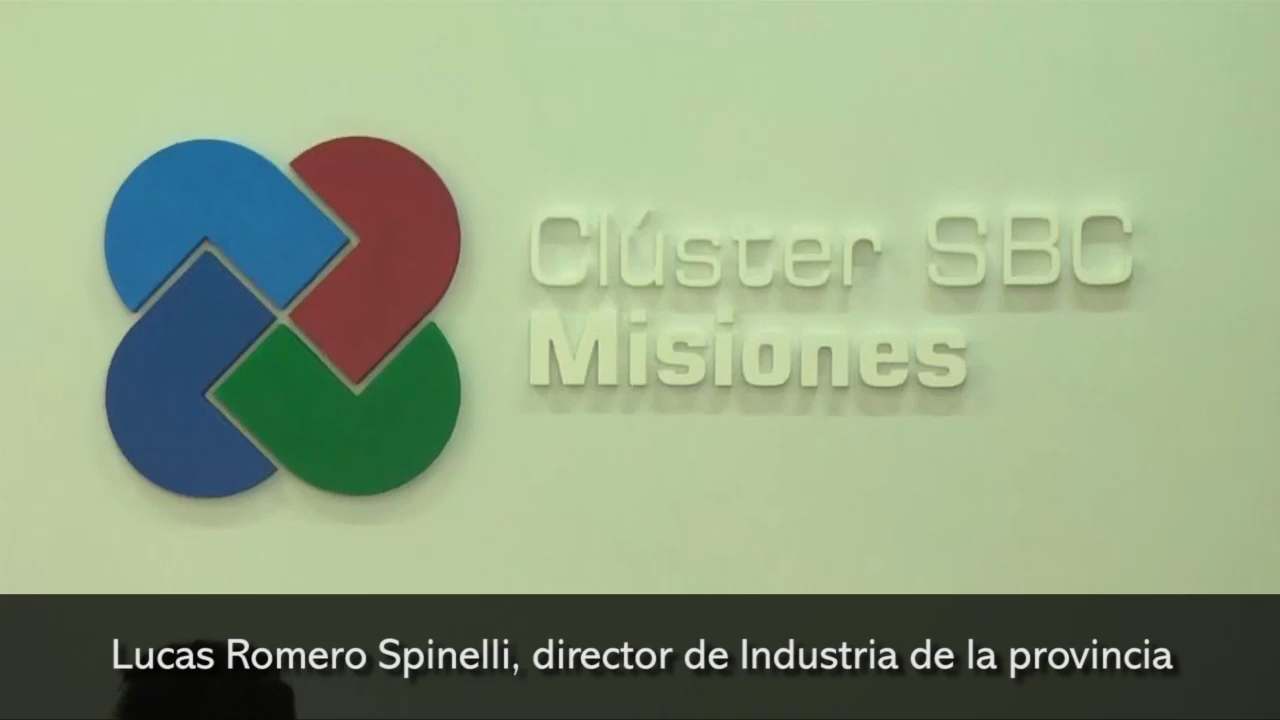 Clúster SBC
Misiones
Lucas Romero Spinelli, director de Industria de la provincia